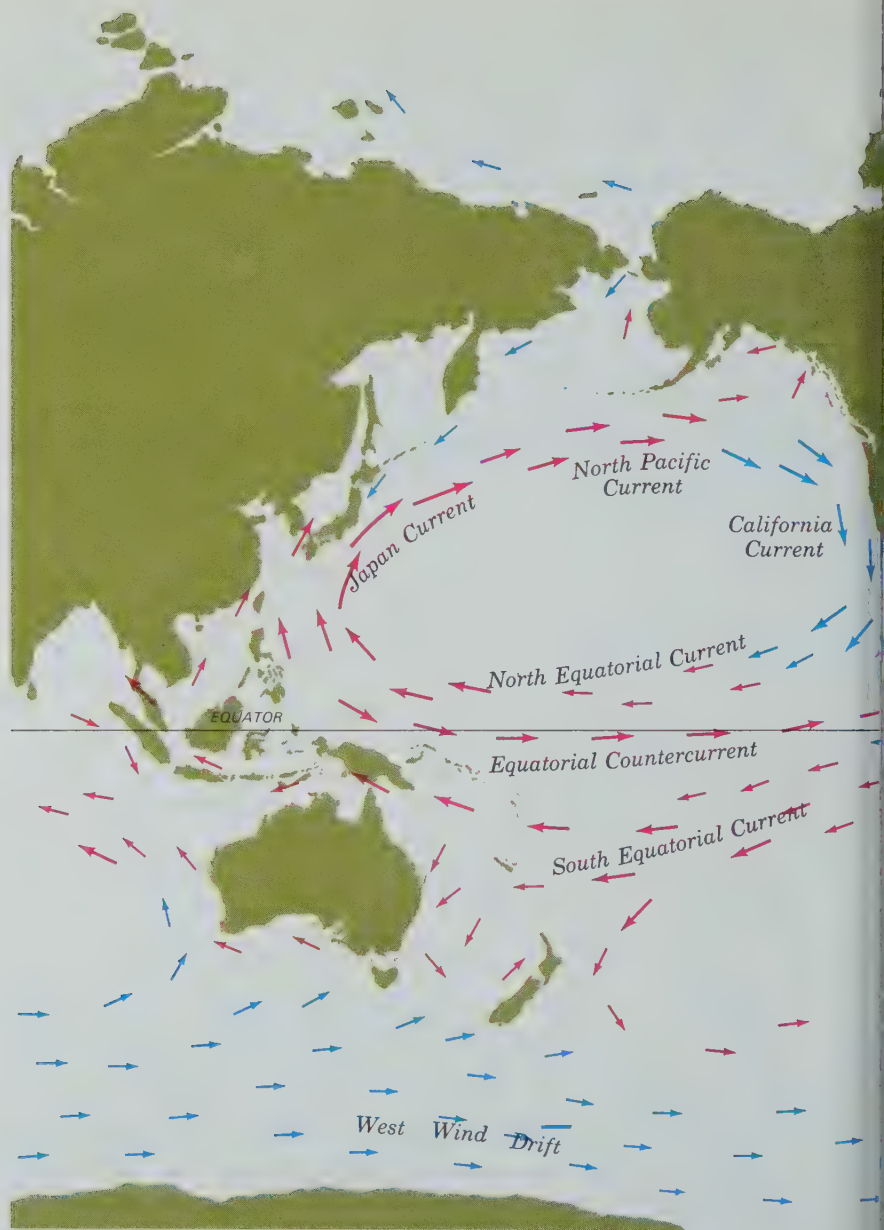 North Pacific
Current
Japan Current
California
Current
North Equatorial Current
EQUATOR
Equatorial Countercurrent
South Equatorial Current
West Wind Drift